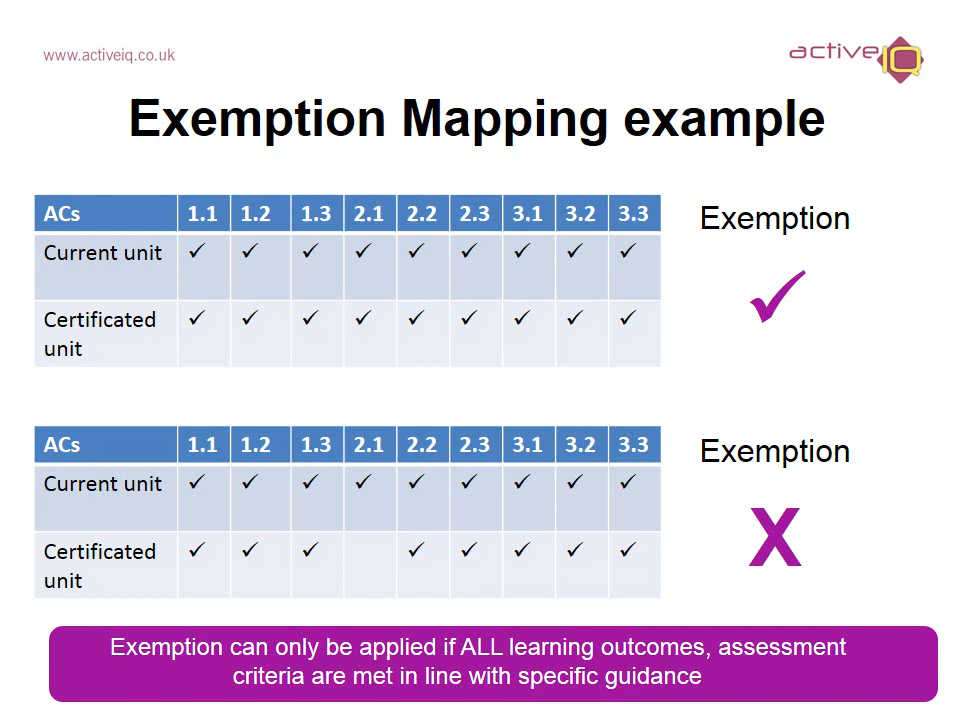 www.activeiq.co.uk
active IQ
Exemption Mapping example
ACs 1.1 1.2 1.3 2.1 2.2 2.3 3.1 3.2 3.3
Current unit ✓ ✓ ✓ ✓ ✓ ✓ ✓ ✓ ✓
Certificated
unit ✓ ✓ ✓ ✓ ✓ ✓ ✓ ✓ ✓
Exemption
✓
ACs 1.1 1.2 1.3 2.1 2.2 2.3 3.1 3.2 3.3
Current unit ✓ ✓ ✓ ✓ ✓ ✓ ✓ ✓ ✓
Certificated
unit ✓ ✓ ✓ ✓ ✓ ✓ ✓ ✓
Exemption
X
Exemption can only be applied if ALL learning outcomes, assessment
criteria are met in line with specific guidance